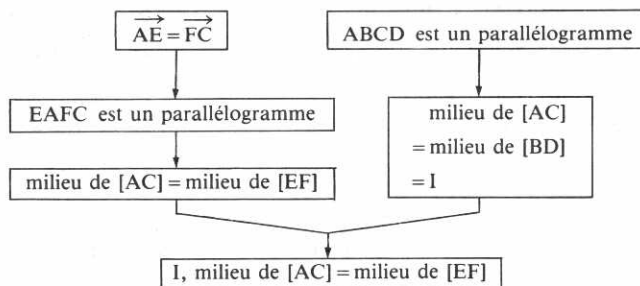 AE = FC
ABCD est un parallélogramme
EAFC est un parallélogramme
milieu de [AC]
= milieu de [BD]
= I
milieu de [AC] = milieu de [EF]
I, milieu de [AC] = milieu de [EF]